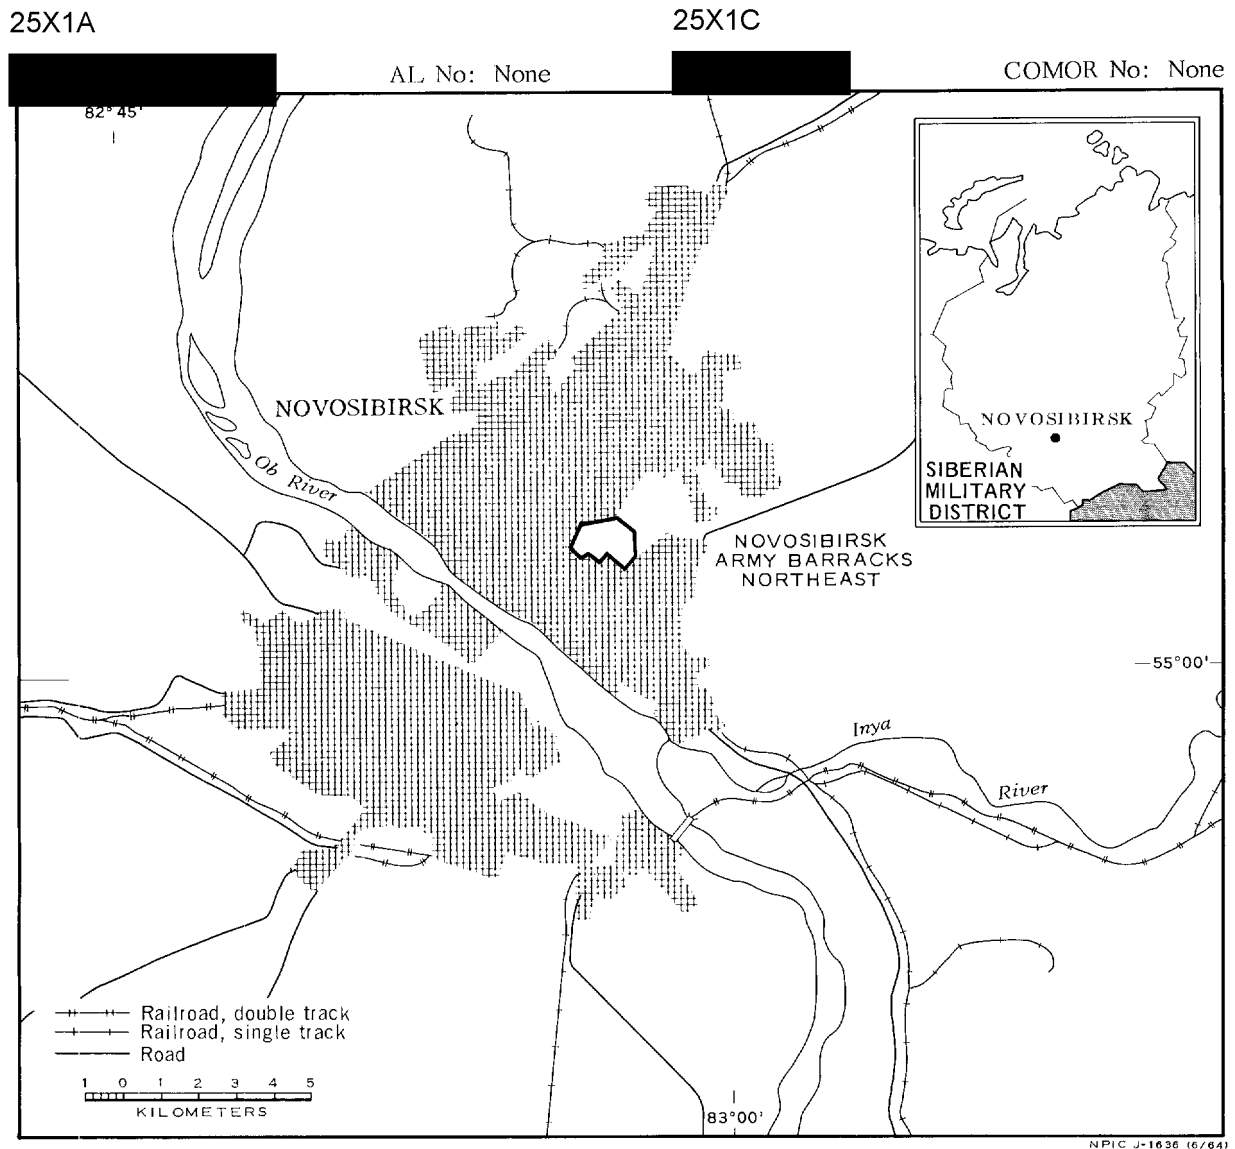 25X1A
25X1C
AL No: None
COMOR No: None
82° 45'
NOVOSIBIRSK
Ob River
NOVOSIBIRSK
SIBERIAN
MILITARY
DISTRICT
NOVOSIBIRSK
ARMY BARRACKS
NORTHEAST
55°00'
Inya
River
Railroad, double track
Railroad, single track
Road
1 0 1 2 3 4 5
KILOMETERS
83°00'
NPIC J-1636 (6/64)